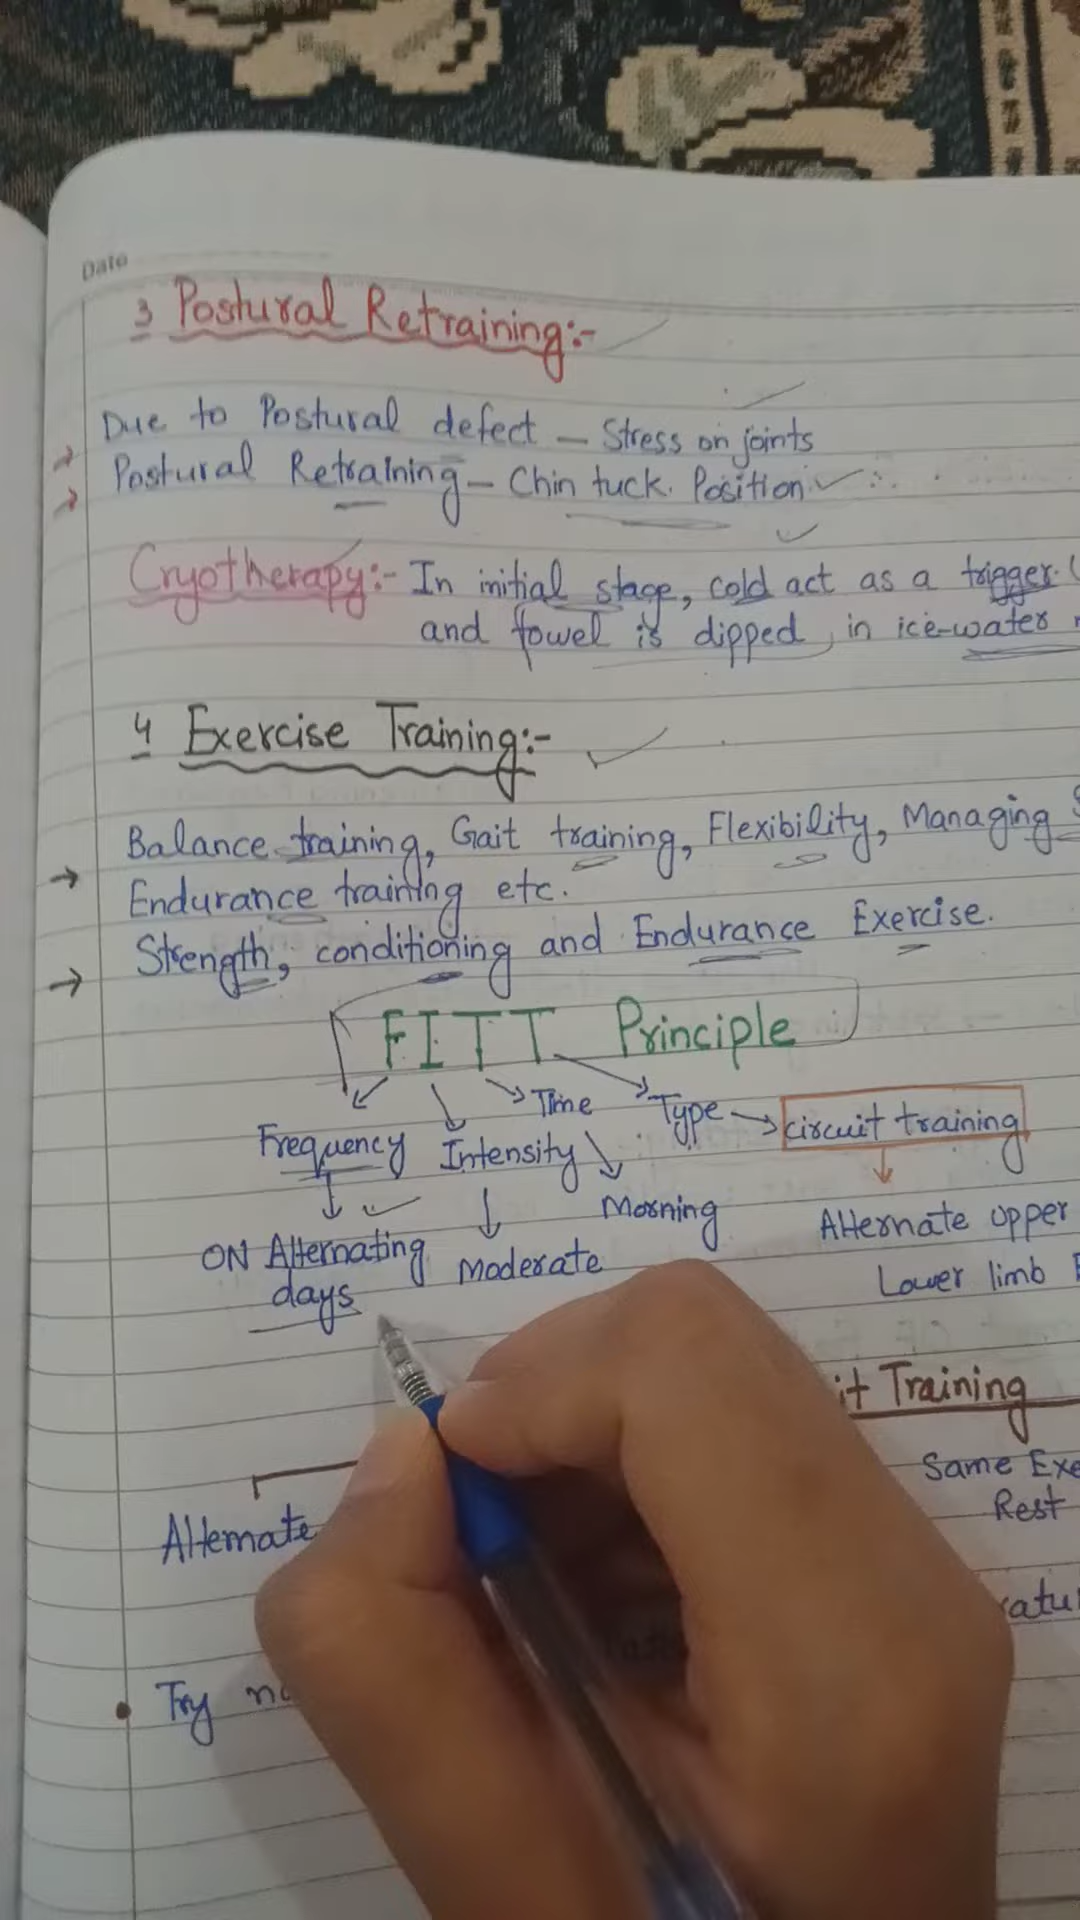 Date
3 Postural Retraining:-
Due to Postural defect - Stress on joints
Postural Retraining - Chin tuck Position
Cryotherapy:- In initial stage, cold act as a trigger.
and towel is dipped in ice-water
4 Exercise Training:-
Balance training, Gait training, Flexibility, Managing
Endurance training etc.
Strength, conditioning and Endurance Exercise.
FITT Principle
Frequency Intensity Time Type circuit training
ON Alternating days Moderate Morning Alternate upper
Lower limb
it Training
Same Exe
Rest
Alternate
Try